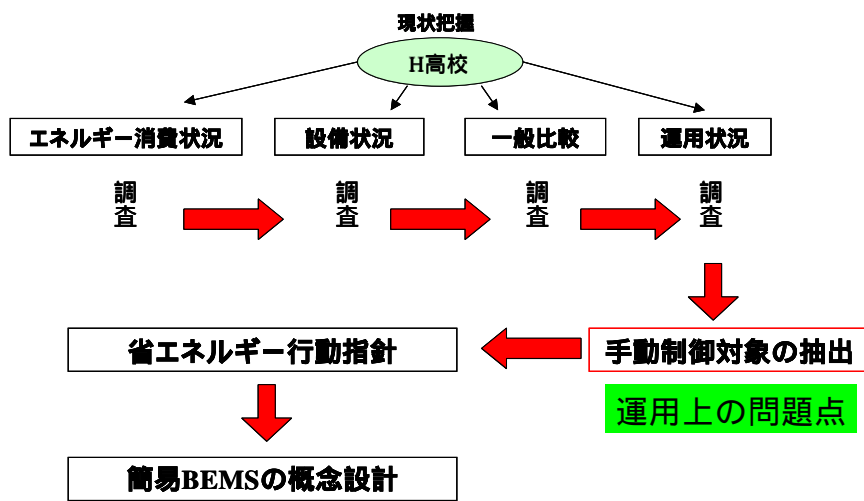 現状把握
H高校
エネルギー消費状況
設備状況
一般比較
運用状況
調査
調査
調査
調査
省エネルギー行動指針
手動制御対象の抽出
運用上の問題点
簡易BEMSの概念設計